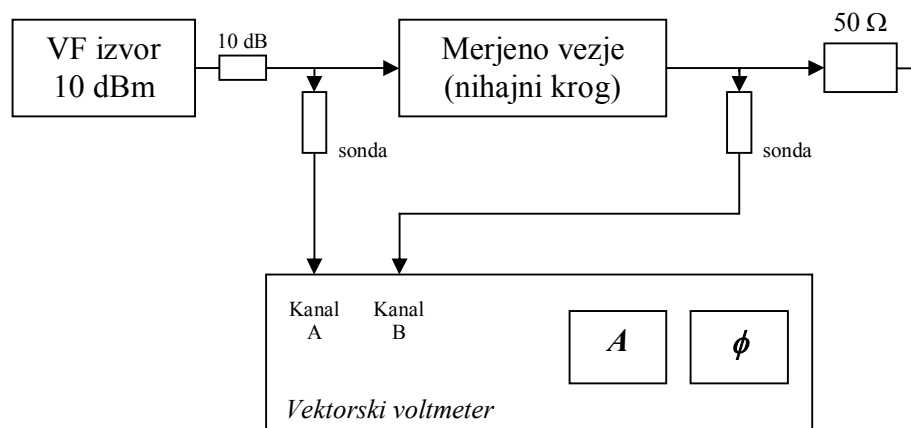 VF izvor
10 dBm
10 dB
Merjeno vezje
(nihajni krog)
50 Ω
sonda
sonda
Kanal
A
Kanal
B
A
ϕ
Vektorski voltmeter